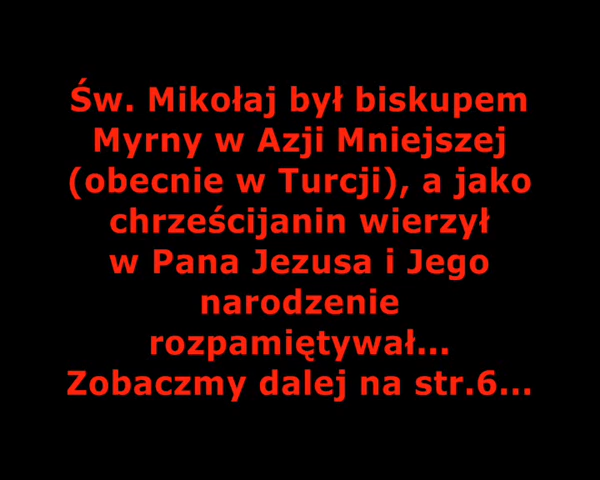 Św. Mikołaj był biskupem
Myrny w Azji Mniejszej
(obecnie w Turcji), a jako
chrześcijanin wierzył
w Pana Jezusa i Jego
narodzenie
rozpamiętywał...
Zobaczmy dalej na str.6...